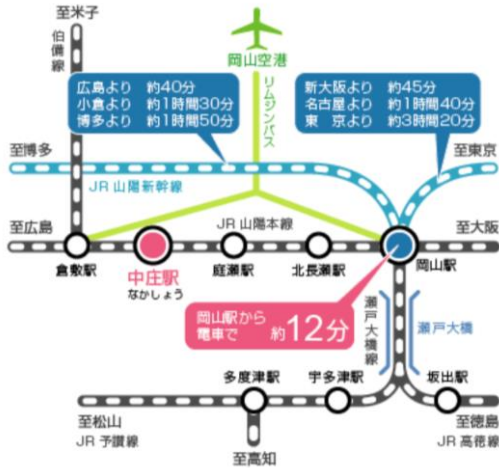 至米子
伯備線
岡山空港
リムジンバス
広島より 約40分
小倉より 約1時間30分
博多より 約1時間50分
新大阪より 約45分
名古屋より 約1時間40分
東 京より 約3時間20分
至博多
至東京
JR山陽新幹線
至広島
JR山陽本線
至大阪
倉敷駅
中庄駅
なかしょう
庭瀬駅
北長瀬駅
岡山駅
岡山駅から
電車で 約12分
瀬戸大橋線
瀬戸大橋
多度津駅
宇多津駅
坂出駅
至松山
JR予讃線
至高知
至徳島
JR高徳線